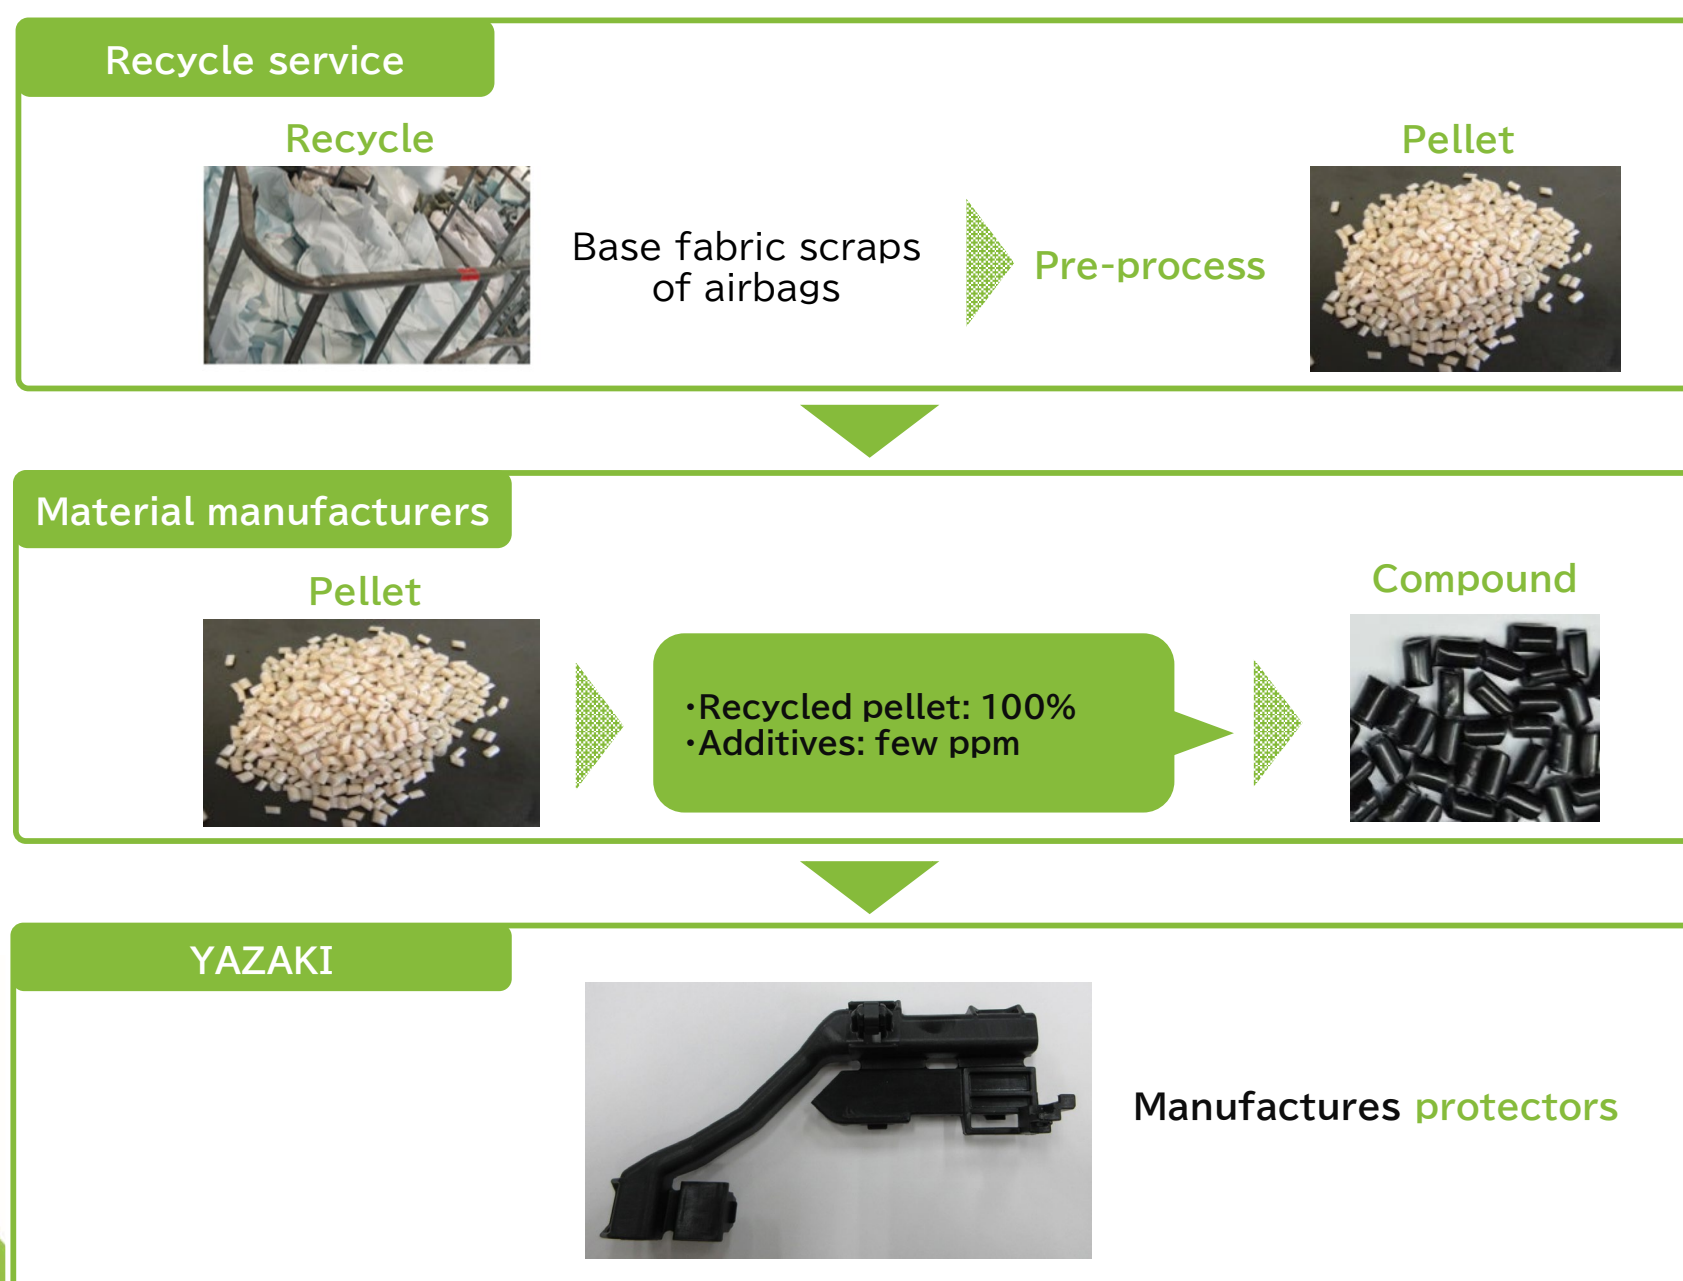 Recycle service
Recycle
Pellet
Base fabric scraps
of airbags
Pre-process
Material manufacturers
Pellet
Compound
・Recycled pellet: 100%
・Additives: few ppm
YAZAKI
Manufactures protectors